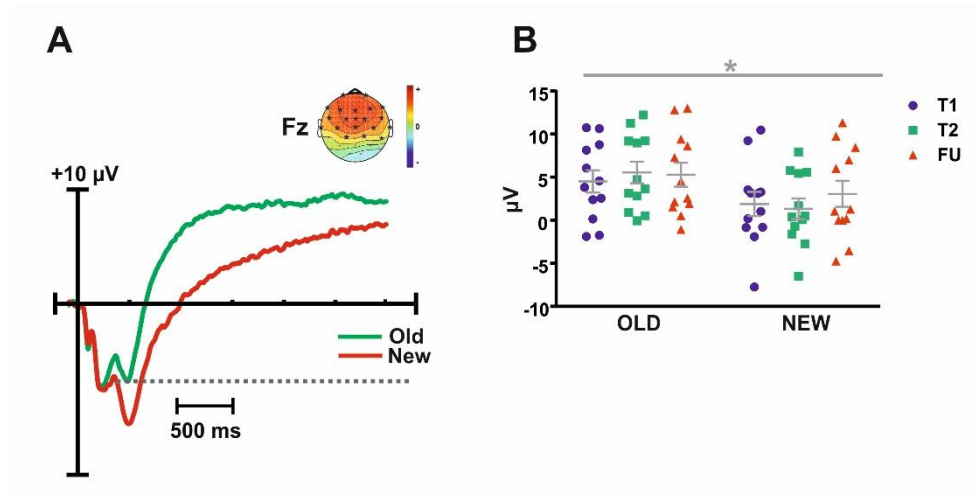 A
Fz
+
0
-
+10 µV
Old
New
500 ms
B
*
15
10
5
0
-5
-10
µV
OLD
NEW
T1
T2
FU